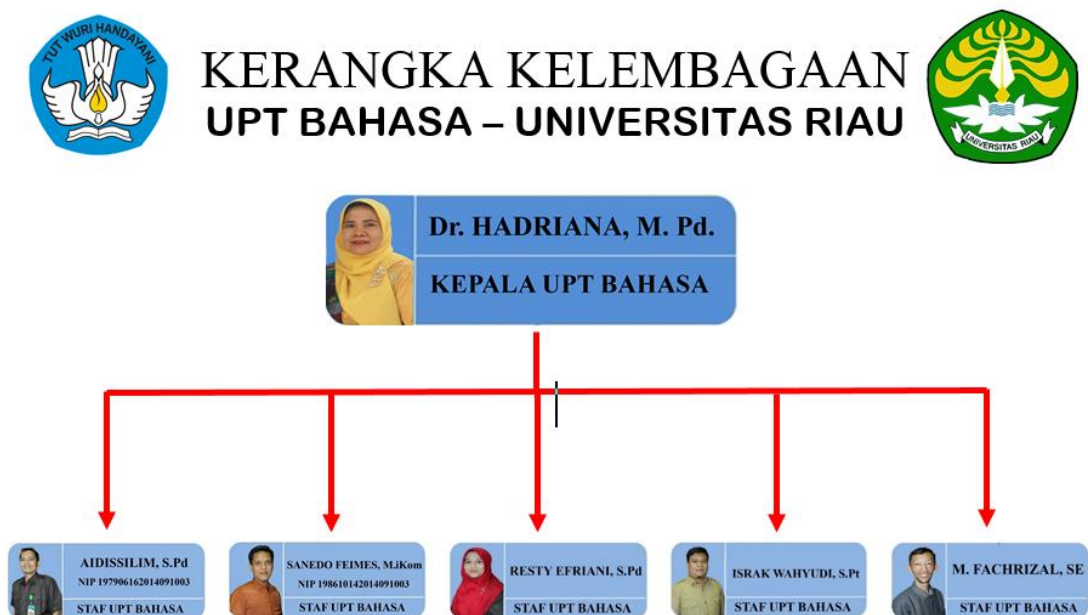 TUT WURI HANDAYANI
KERANGKA KELEMBAGAAN
UPT BAHASA – UNIVERSITAS RIAU
UNIVERSITAS RIAU
Dr. HADRIANA, M. Pd.
KEPALA UPT BAHASA
AIDISSILIM, S.Pd
NIP 197906162014091003
STAF UPT BAHASA
SANEDO FEIMES, M.iKom
NIP 198610142014091003
STAF UPT BAHASA
RESTY EFRIANI, S.Pd
STAF UPT BAHASA
ISRAK WAHYUDI, S.Pt
STAF UPT BAHASA
M. FACHRIZAL, SE
STAF UPT BAHASA